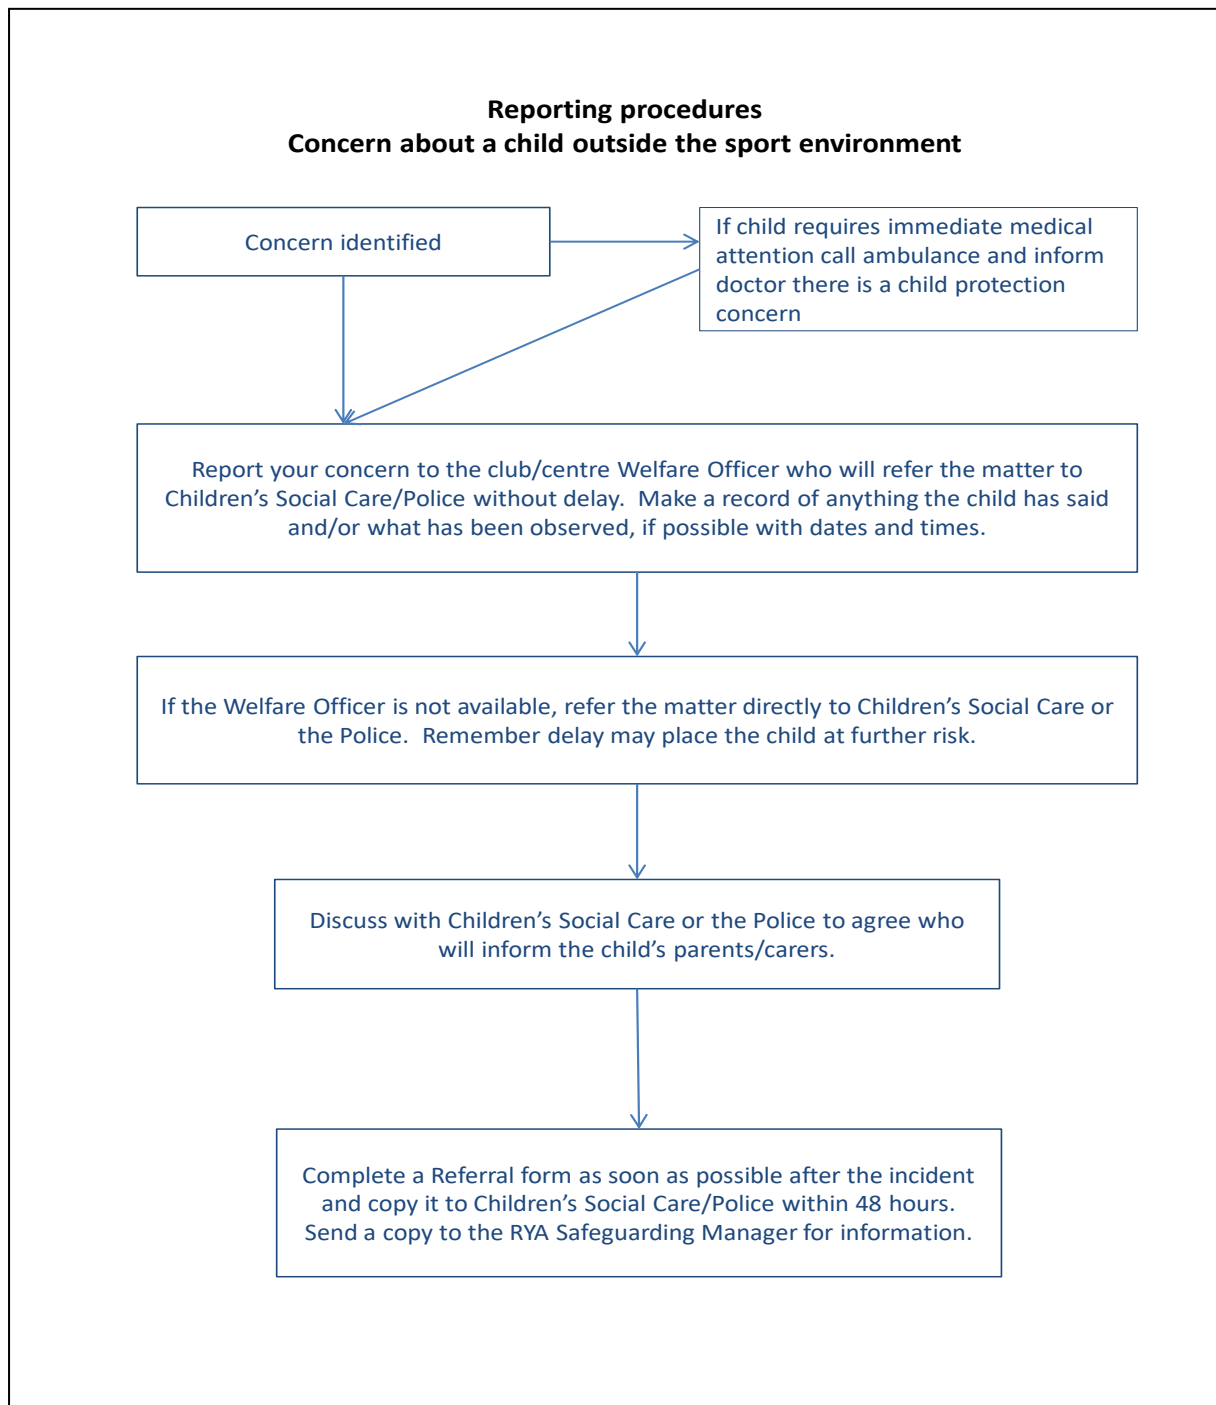 Reporting procedures
Concern about a child outside the sport environment
Concern identified
If child requires immediate medical
attention call ambulance and inform
doctor there is a child protection
concern
Report your concern to the club/centre Welfare Officer who will refer the matter to
Children’s Social Care/Police without delay.  Make a record of anything the child has said
and/or what has been observed, if possible with dates and times.
If the Welfare Officer is not available, refer the matter directly to Children’s Social Care or
the Police.  Remember delay may place the child at further risk.
Discuss with Children’s Social Care or the Police to agree who
will inform the child’s parents/carers.
Complete a Referral form as soon as possible after the incident
and copy it to Children’s Social Care/Police within 48 hours.
Send a copy to the RYA Safeguarding Manager for information.